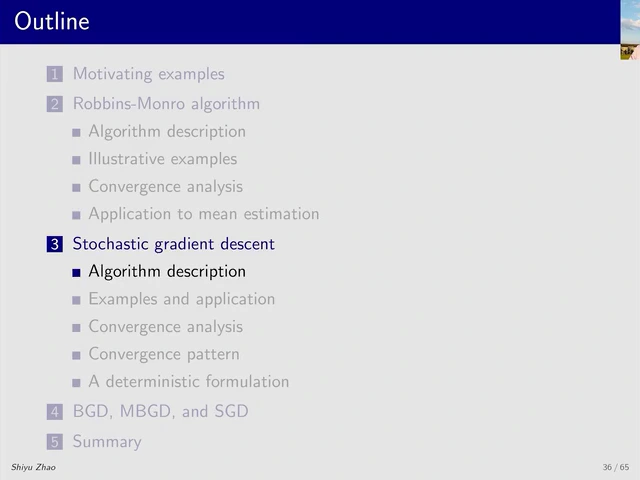 Outline
1 Motivating examples
2 Robbins-Monro algorithm
Algorithm description
Illustrative examples
Convergence analysis
Application to mean estimation
3 Stochastic gradient descent
Algorithm description
Examples and application
Convergence analysis
Convergence pattern
A deterministic formulation
4 BGD, MBGD, and SGD
5 Summary
Shiyu Zhao 36 / 65